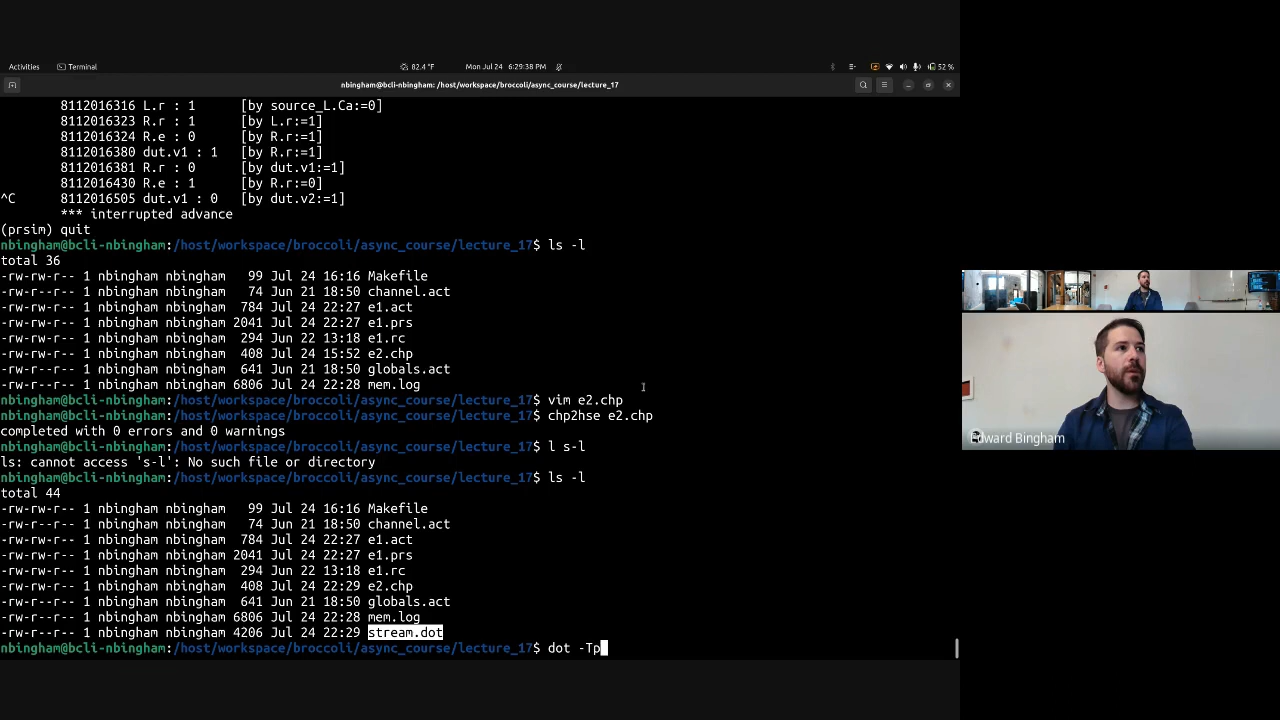 Activities Terminal 82.4 °F Mon Jul 24 6:29:38 PM 52 %
nbingham@bcli-nbingham: /host/workspace/broccoli/async_course/lecture_17
8112016316 L.r : 1 [by source_L.Ca:=0]
8112016323 R.r : 1 [by L.r:=1]
8112016324 R.e : 0 [by R.r:=1]
8112016380 dut.v1 : 1 [by R.r:=1]
8112016381 R.r : 0 [by dut.v1:=1]
8112016430 R.e : 1 [by R.r:=0]
^C 8112016505 dut.v1 : 0 [by dut.v2:=1]
*** interrupted advance
(prsim) quit
nbingham@bcli-nbingham:/host/workspace/broccoli/async_course/lecture_17$ ls -l
total 36
-rw-rw-r-- 1 nbingham nbingham 99 Jul 24 16:16 Makefile
-rw-r--r-- 1 nbingham nbingham 74 Jun 21 18:50 channel.act
-rw-rw-r-- 1 nbingham nbingham 784 Jul 24 22:27 e1.act
-rw-rw-r-- 1 nbingham nbingham 2041 Jul 24 22:27 e1.prs
-rw-rw-r-- 1 nbingham nbingham 294 Jun 22 13:18 e1.rc
-rw-rw-r-- 1 nbingham nbingham 408 Jul 24 15:52 e2.chp
-rw-r--r-- 1 nbingham nbingham 641 Jun 21 18:50 globals.act
-rw-rw-r-- 1 nbingham nbingham 6806 Jul 24 22:28 mem.log
nbingham@bcli-nbingham:/host/workspace/broccoli/async_course/lecture_17$ vim e2.chp
nbingham@bcli-nbingham:/host/workspace/broccoli/async_course/lecture_17$ chp2hse e2.chp
completed with 0 errors and 0 warnings
nbingham@bcli-nbingham:/host/workspace/broccoli/async_course/lecture_17$ l s-l
ls: cannot access 's-l': No such file or directory
nbingham@bcli-nbingham:/host/workspace/broccoli/async_course/lecture_17$ ls -l
total 44
-rw-rw-r-- 1 nbingham nbingham 99 Jul 24 16:16 Makefile
-rw-r--r-- 1 nbingham nbingham 74 Jun 21 18:50 channel.act
-rw-rw-r-- 1 nbingham nbingham 784 Jul 24 22:27 e1.act
-rw-rw-r-- 1 nbingham nbingham 2041 Jul 24 22:27 e1.prs
-rw-rw-r-- 1 nbingham nbingham 294 Jun 22 13:18 e1.rc
-rw-rw-r-- 1 nbingham nbingham 408 Jul 24 22:29 e2.chp
-rw-r--r-- 1 nbingham nbingham 641 Jun 21 18:50 globals.act
-rw-rw-r-- 1 nbingham nbingham 6806 Jul 24 22:28 mem.log
-rw-rw-r-- 1 nbingham nbingham 4206 Jul 24 22:29 stream.dot
nbingham@bcli-nbingham:/host/workspace/broccoli/async_course/lecture_17$ dot -Tp
Edward Bingham